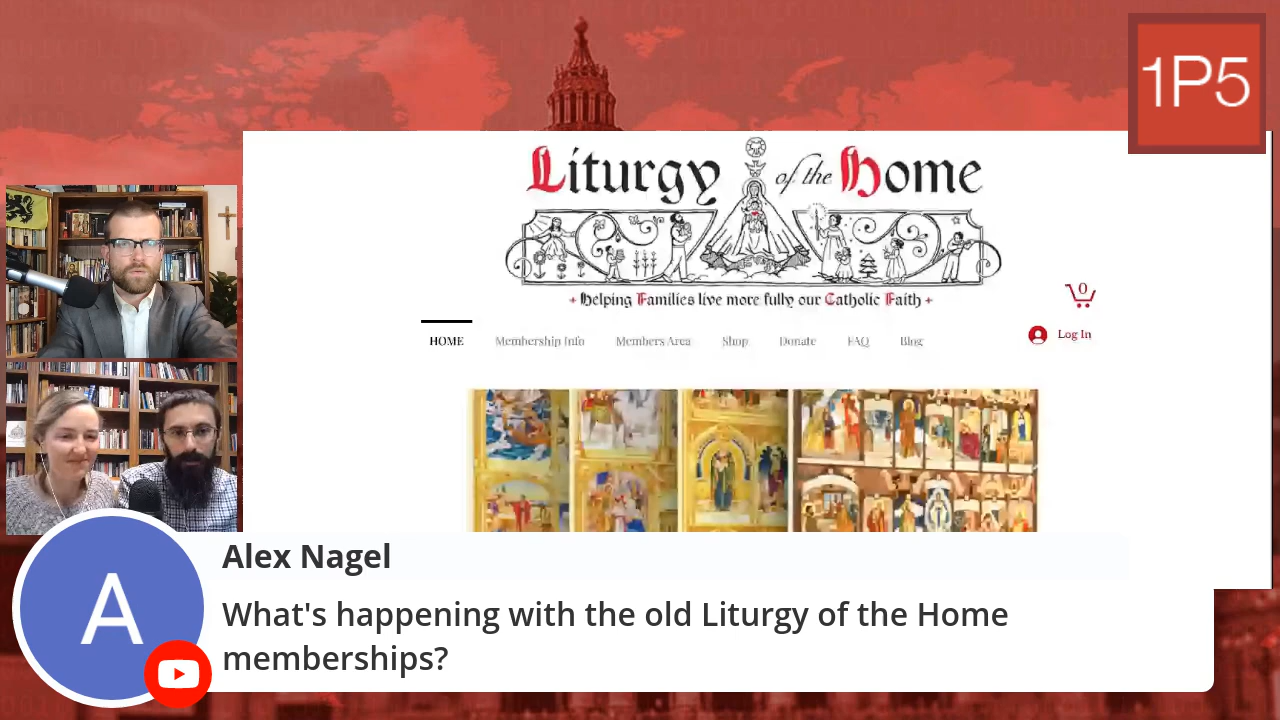 1P5
Liturgy of the Home
+ Helping Families live more fully our Catholic Faith +
0
HOME Membership Info Members Area Shop Donate FAQ Blog
Log In
A
Alex Nagel
What's happening with the old Liturgy of the Home
memberships?